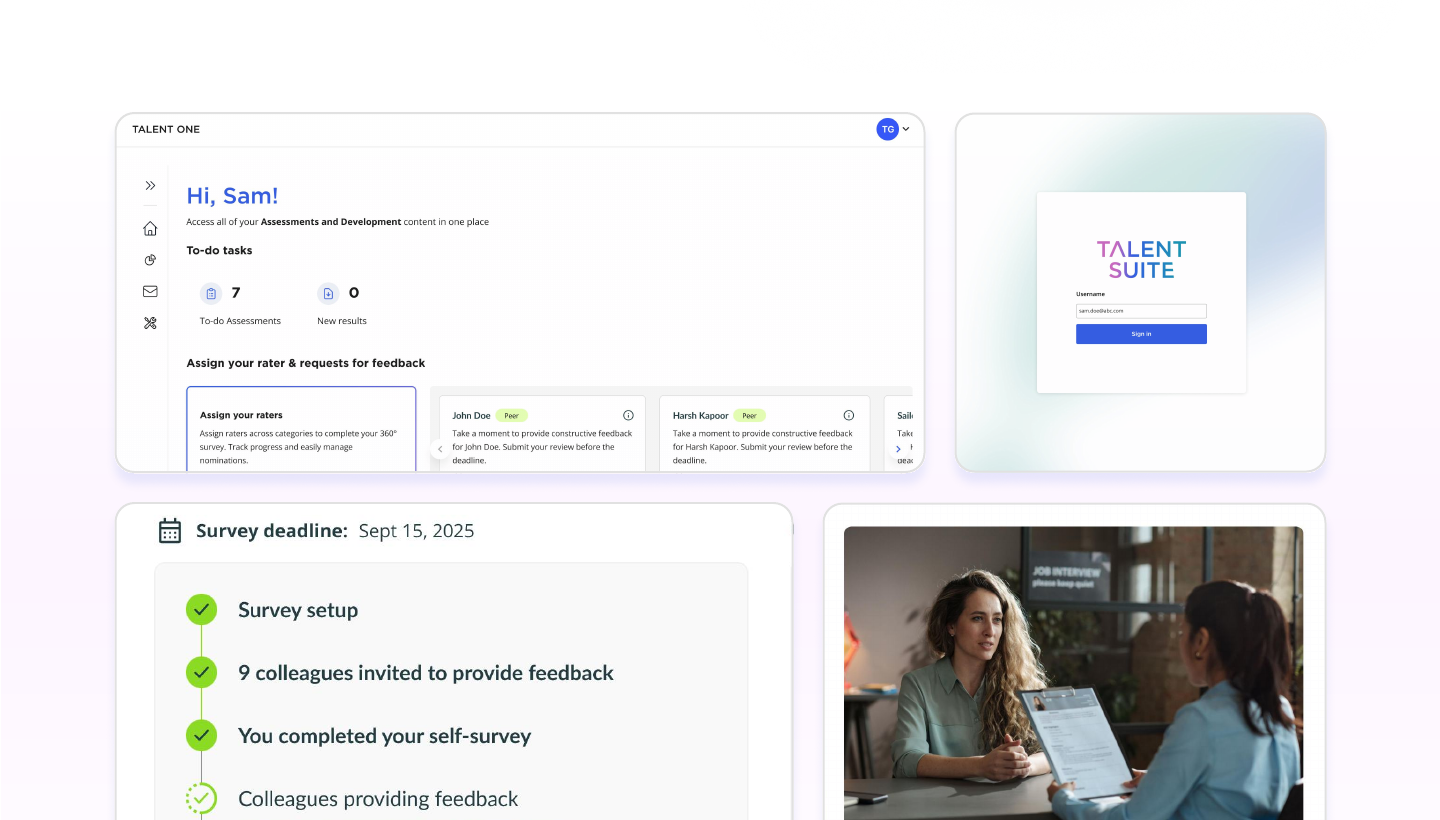 TALENT ONE
TG
Hi, Sam!
Access all of your Assessments and Development content in one place
To-do tasks
7
0
To-do Assessments
New results
Assign your rater & requests for feedback
Assign your raters
Assign raters across categories to complete your 360°
survey. Track progress and easily manage
nominations.
John Doe
Peer
Take a moment to provide constructive feedback
for John Doe. Submit your review before the
deadline.
Harsh Kapoor
Peer
Take a moment to provide constructive feedback
for Harsh Kapoor. Submit your review before the
deadline.
TALENT
SUITE
Username
sam.doe@abc.com
Sign in
Survey deadline: Sept 15, 2025
Survey setup
9 colleagues invited to provide feedback
You completed your self-survey
Colleagues providing feedback
JOB INTERVIEW
please keep quiet